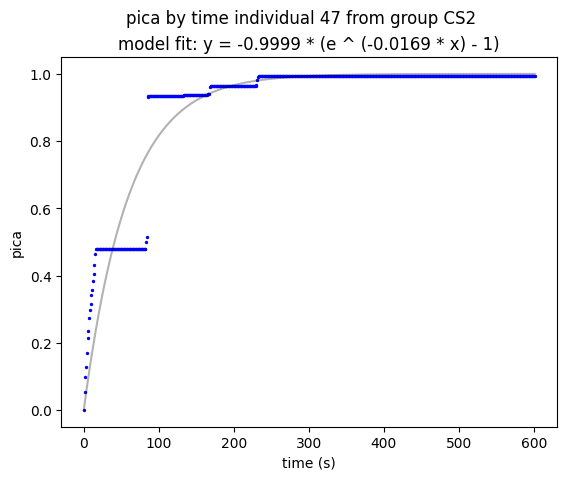 pica by time individual 47 from group CS2
model fit: y = -0.9999 * (e ^ (-0.0169 * x) - 1)
1.0
0.8
0.6
pica
0.4
0.2
0.0
0 100 200 300 400 500 600
time (s)